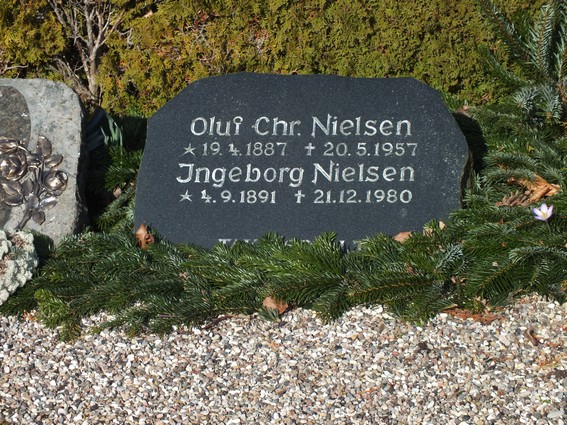 Oluf Chr. Nielsen
★ 19.4.1887 † 20.5.1957
Ingeborg Nielsen
★ 4.9.1891 † 21.12.1980